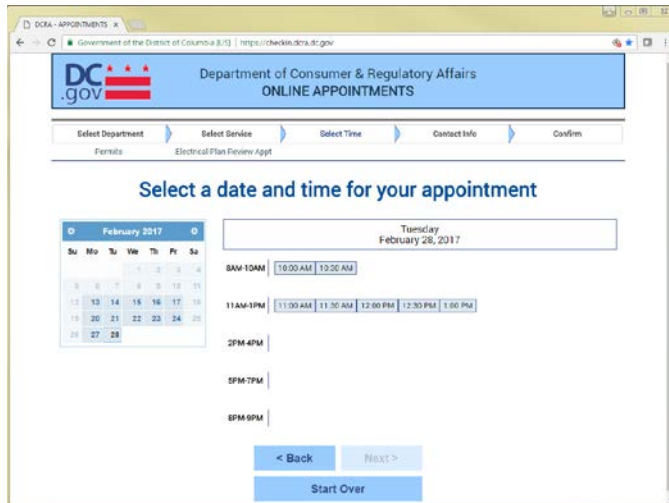 DCRA - APPOINTMENTS
Government of the District of Columbia [US] | https://checkin.dcra.dc.gov
DC
.gov
Department of Consumer & Regulatory Affairs
ONLINE APPOINTMENTS
Select Department Select Service Select Time Contact Info Confirm
Permits Electrical Plan Review Appt
Select a date and time for your appointment
February 2017
Su Mo Tu We Th Fr Sa
1 2 3 4
5 6 7 8 9 10 11
12 13 14 15 16 17 18
19 20 21 22 23 24 25
26 27 28
Tuesday
February 28, 2017
8AM-10AM 10:00 AM 10:30 AM
11AM-1PM 11:00 AM 11:30 AM 12:00 PM 12:30 PM 1:00 PM
2PM-4PM
5PM-7PM
8PM-9PM
< Back Next >
Start Over